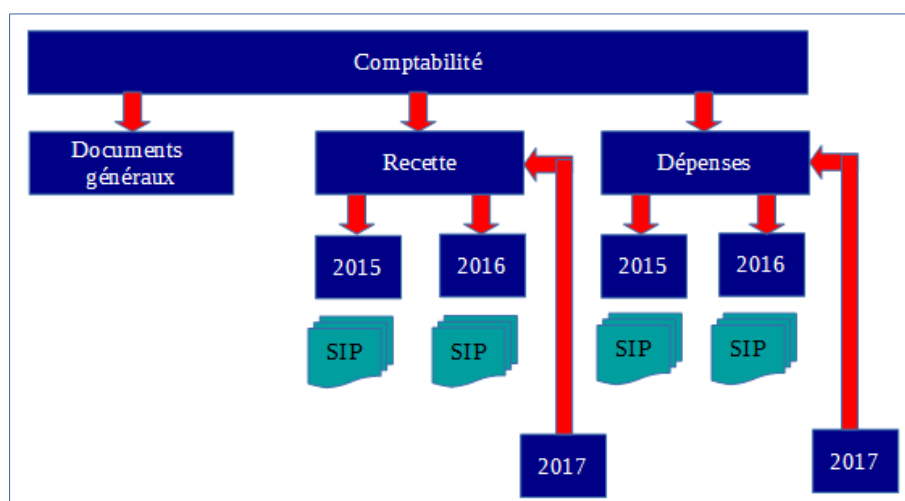 Comptabilité
Documents
généraux
Recette
Dépenses
2015
2016
2015
2016
SIP
SIP
SIP
SIP
2017
2017